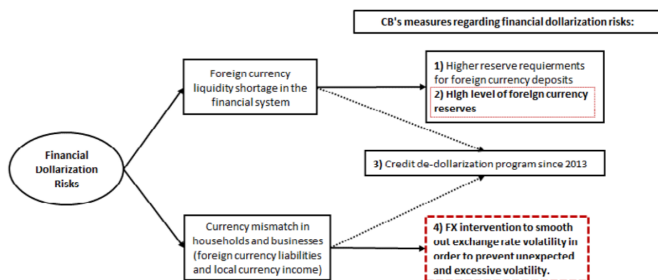 CB's measures regarding financial dollarization risks:
Foreign currency
liquidity shortage in the
financial system
1) Higher reserve requierments
for foreign currency deposits
2) High level of foreign currency
reserves
Financial
Dollarization
Risks
3) Credit de-dollarization program since 2013
Currency mismatch in
households and businesses
(foreign currency liabilities
and local currency income)
4) FX intervention to smooth
out exchange rate volatility in
order to prevent unexpected
and excessive volatility.